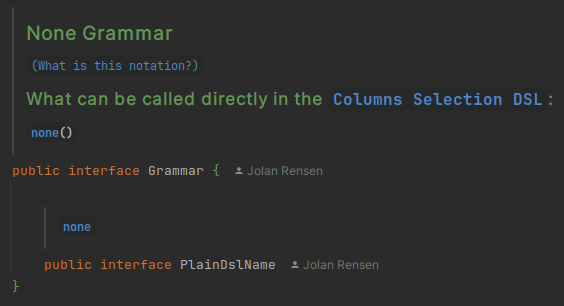 None Grammar
(What is this notation?)
What can be called directly in the Columns Selection DSL:
none()
public interface Grammar { Jolan Rensen
none
public interface PlainDslName Jolan Rensen
}